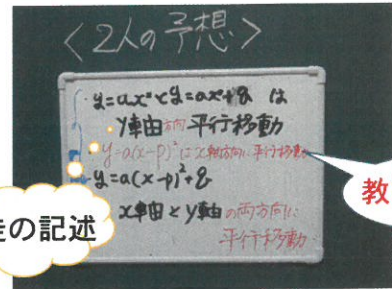 <2人の予想>
・y=ax²とy=ax²+q は
y軸方向 平行移動
・y=a(x-p)²はx軸方向に平行移動
・y=a(x-p)²+q
x軸とy軸の両方向に
平行移動
の記述
教